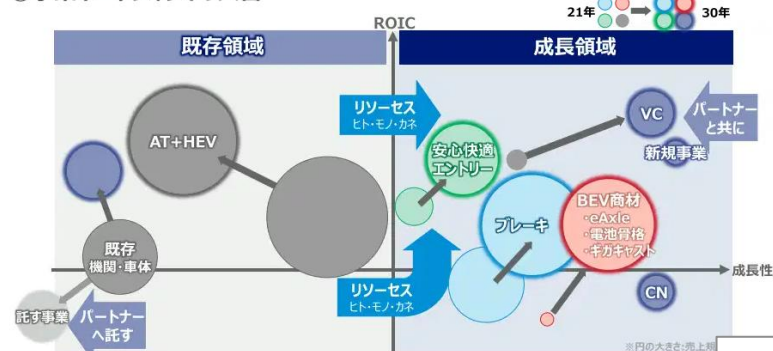 21年
30年
ROIC
既存領域
成長領域
リソーセス
ヒト・モノ・カネ
AT+HEV
安心快適
エントリー
VC
パートナー
と共に
新規事業
BEV商材
・eAxle
・電池骨格
・ギガキャスト
ブレーキ
既存
機関・車体
成長性
リソーセス
ヒト・モノ・カネ
CN
託す事業
パートナー
へ託す
※円の大きさ:売上規